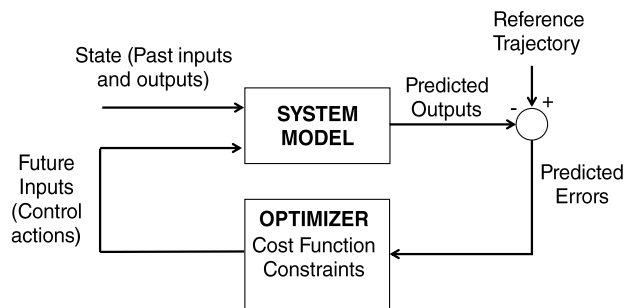 Reference
Trajectory
State (Past inputs
and outputs)
Predicted
Outputs
- +
SYSTEM
MODEL
Future
Inputs
(Control
actions)
Predicted
Errors
OPTIMIZER
Cost Function
Constraints